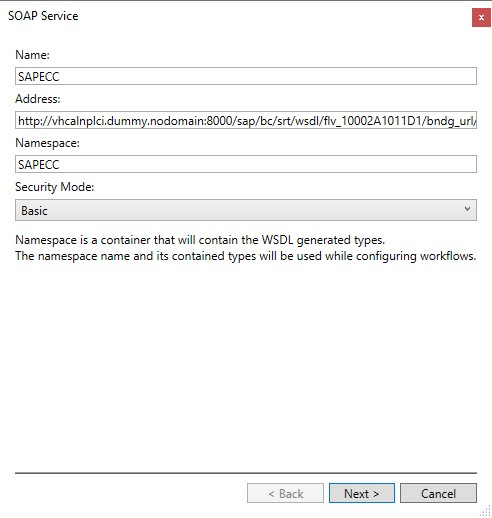 SOAP Service
x
Name:
SAPECC
Address:
http://vhcalnplci.dummy.nodomain:8000/sap/bc/srt/wsdl/flv_10002A1011D1/bndg_url/
Namespace:
SAPECC
Security Mode:
Basic
Namespace is a container that will contain the WSDL generated types.
The namespace name and its contained types will be used while configuring workflows.
< Back
Next >
Cancel